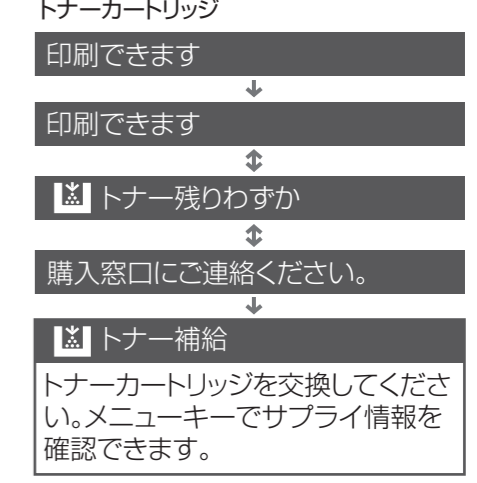 トナーカートリッジ
印刷できます
印刷できます
トナー残りわずか
購入窓口にご連絡ください。
トナー補給
トナーカートリッジを交換してくださ
い。メニューキーでサプライ情報を
確認できます。